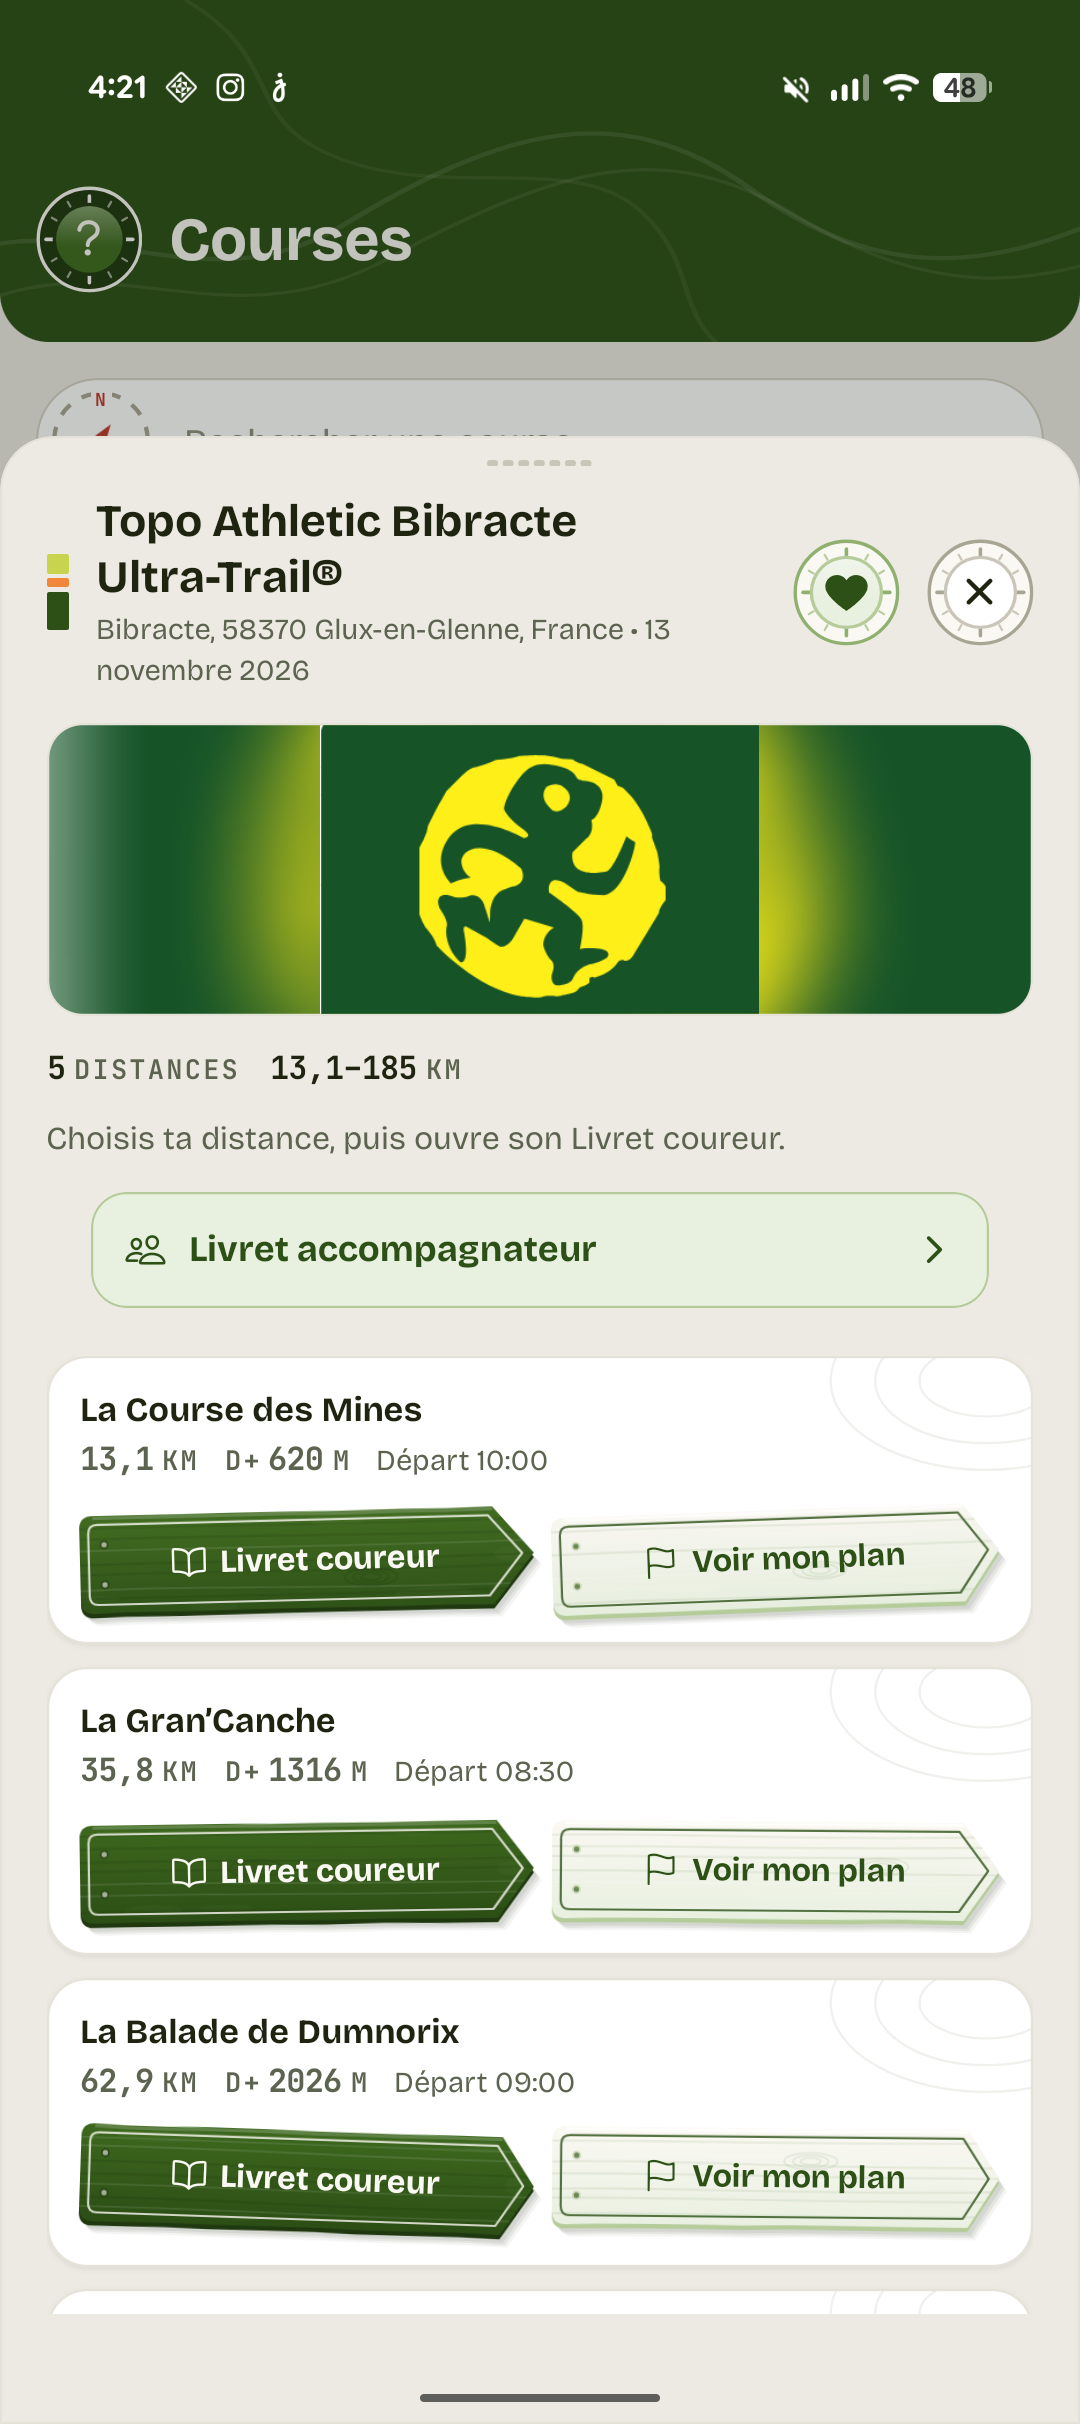 4:21
48
?
Courses
N
Topo Athletic Bibracte
Ultra-Trail®
Bibracte, 58370 Glux-en-Glenne, France • 13
novembre 2026
5 DISTANCES 13,1–185 KM
Choisis ta distance, puis ouvre son Livret coureur.
Livret accompagnateur
La Course des Mines
13,1 KM D+ 620 M Départ 10:00
Livret coureur
Voir mon plan
La Gran’Canche
35,8 KM D+ 1316 M Départ 08:30
Livret coureur
Voir mon plan
La Balade de Dumnorix
62,9 KM D+ 2026 M Départ 09:00
Livret coureur
Voir mon plan